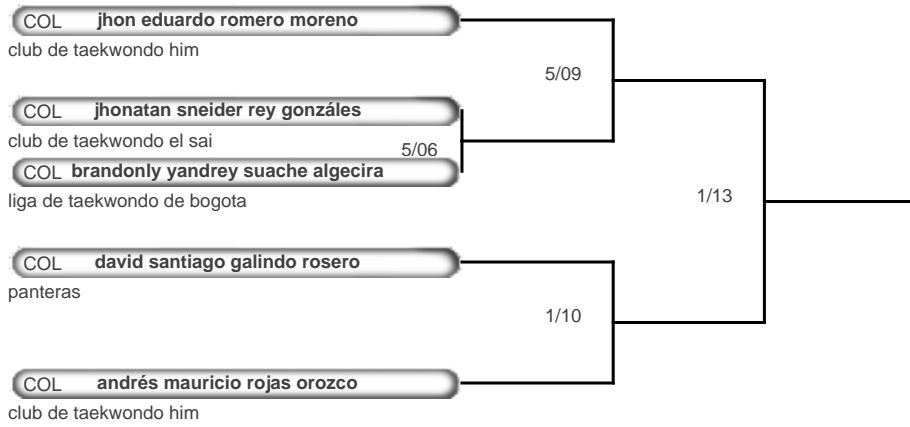 COL jhon eduardo romero moreno
club de taekwondo him
5/09
COL jhonatan sneider rey gonzáles
club de taekwondo el sai
5/06
COL brandonly yandrey suache algecira
liga de taekwondo de bogota
1/13
COL david santiago galindo rosero
panteras
1/10
COL andrés mauricio rojas orozco
club de taekwondo him